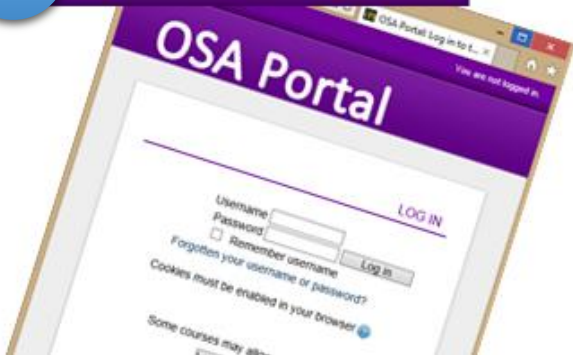 OSA Portal: Log in to t...
You are not logged in.
OSA Portal
LOG IN
Username
Password
Log in
Remember username
Forgotten your username or password?
Cookies must be enabled in your browser
Some courses may